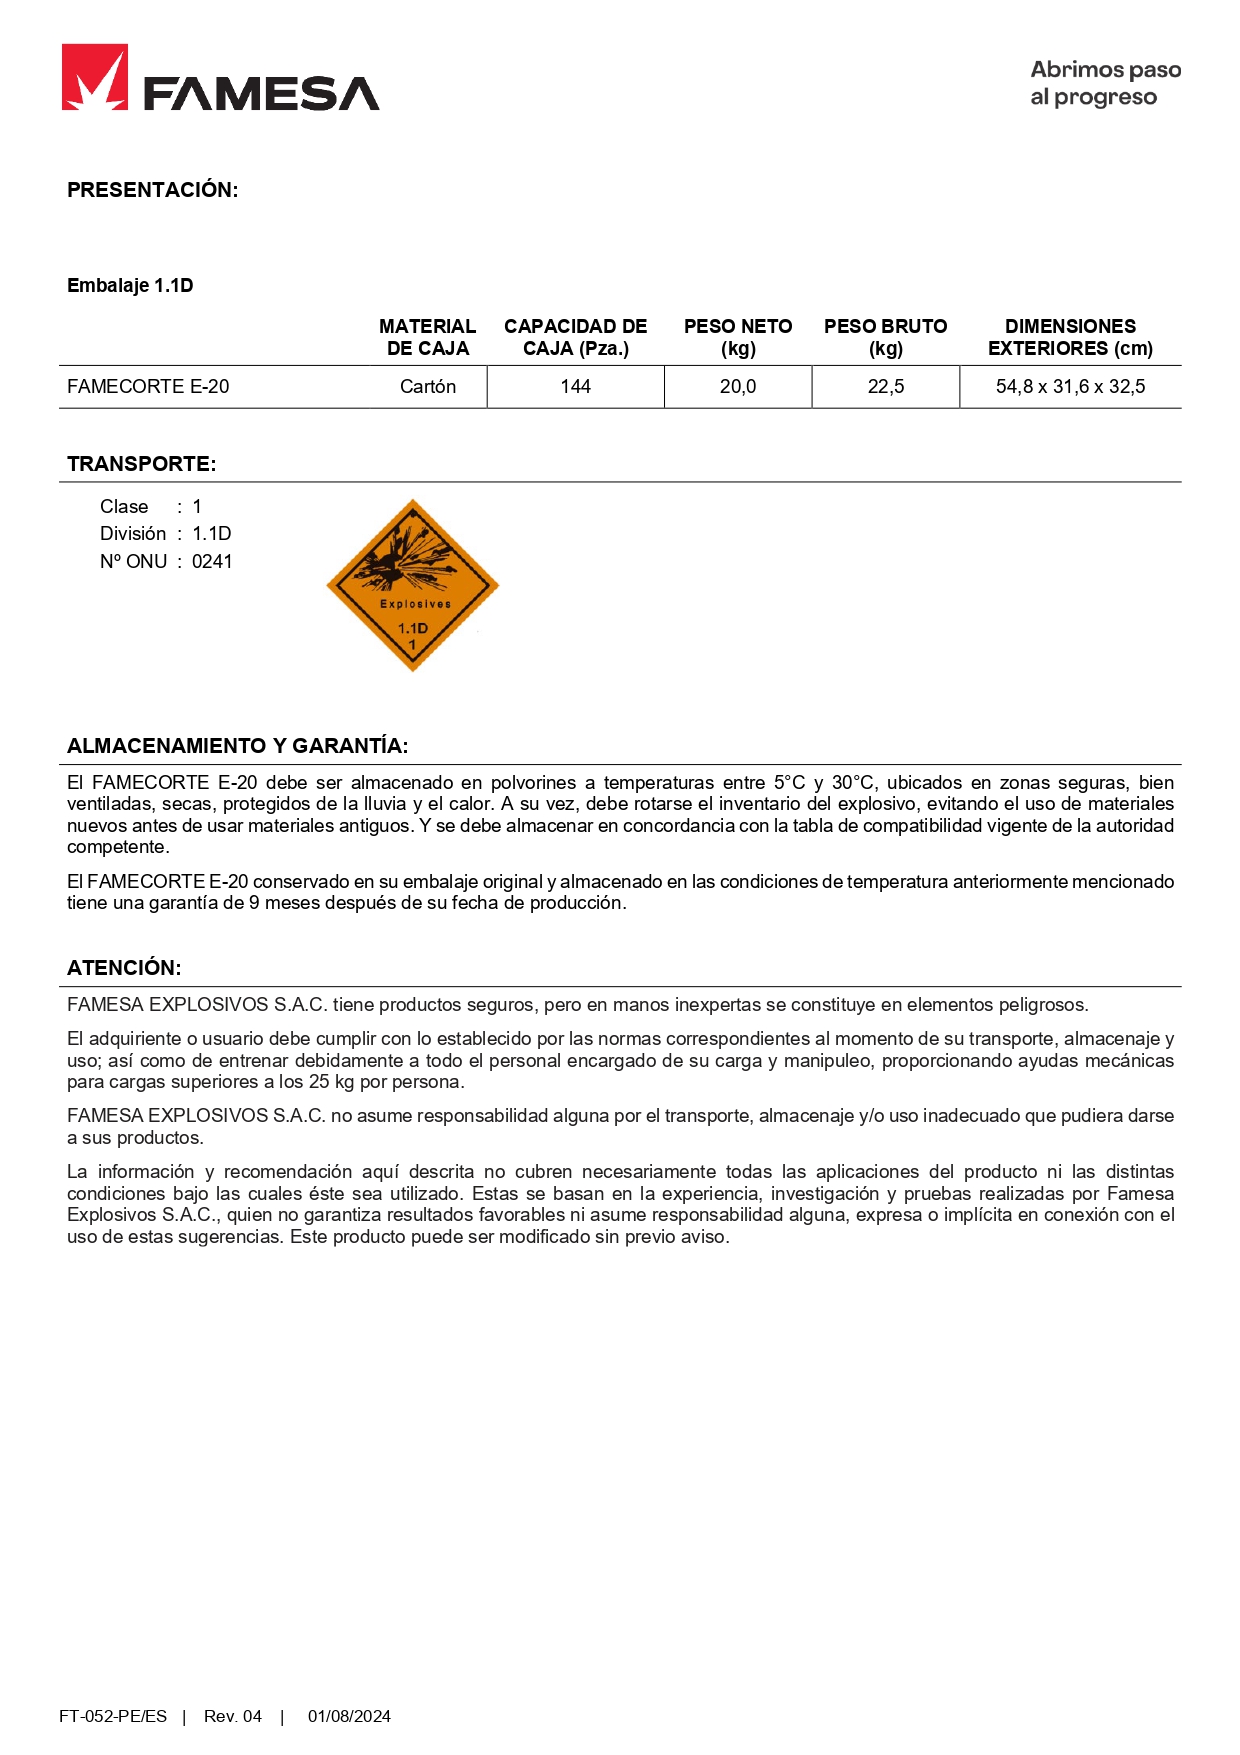 FAMESA
Abrimos paso
al progreso
PRESENTACIÓN:
Embalaje 1.1D
MATERIAL DE CAJA CAPACIDAD DE CAJA (Pza.) PESO NETO (kg) PESO BRUTO (kg) DIMENSIONES EXTERIORES (cm)
FAMECORTE E-20 Cartón 144 20,0 22,5 54,8 x 31,6 x 32,5
TRANSPORTE:
Clase : 1
División : 1.1D
Nº ONU : 0241
Explosives
1.1D
1
ALMACENAMIENTO Y GARANTÍA:
El FAMECORTE E-20 debe ser almacenado en polvorines a temperaturas entre 5°C y 30°C, ubicados en zonas seguras, bien
ventiladas, secas, protegidos de la lluvia y el calor. A su vez, debe rotarse el inventario del explosivo, evitando el uso de materiales
nuevos antes de usar materiales antiguos. Y se debe almacenar en concordancia con la tabla de compatibilidad vigente de la autoridad
competente.
El FAMECORTE E-20 conservado en su embalaje original y almacenado en las condiciones de temperatura anteriormente mencionado
tiene una garantía de 9 meses después de su fecha de producción.
ATENCIÓN:
FAMESA EXPLOSIVOS S.A.C. tiene productos seguros, pero en manos inexpertas se constituye en elementos peligrosos.
El adquiriente o usuario debe cumplir con lo establecido por las normas correspondientes al momento de su transporte, almacenaje y
uso; así como de entrenar debidamente a todo el personal encargado de su carga y manipuleo, proporcionando ayudas mecánicas
para cargas superiores a los 25 kg por persona.
FAMESA EXPLOSIVOS S.A.C. no asume responsabilidad alguna por el transporte, almacenaje y/o uso inadecuado que pudiera darse
a sus productos.
La información y recomendación aquí descrita no cubren necesariamente todas las aplicaciones del producto ni las distintas
condiciones bajo las cuales éste sea utilizado. Estas se basan en la experiencia, investigación y pruebas realizadas por Famesa
Explosivos S.A.C., quien no garantiza resultados favorables ni asume responsabilidad alguna, expresa o implícita en conexión con el
uso de estas sugerencias. Este producto puede ser modificado sin previo aviso.
FT-052-PE/ES | Rev. 04 | 01/08/2024